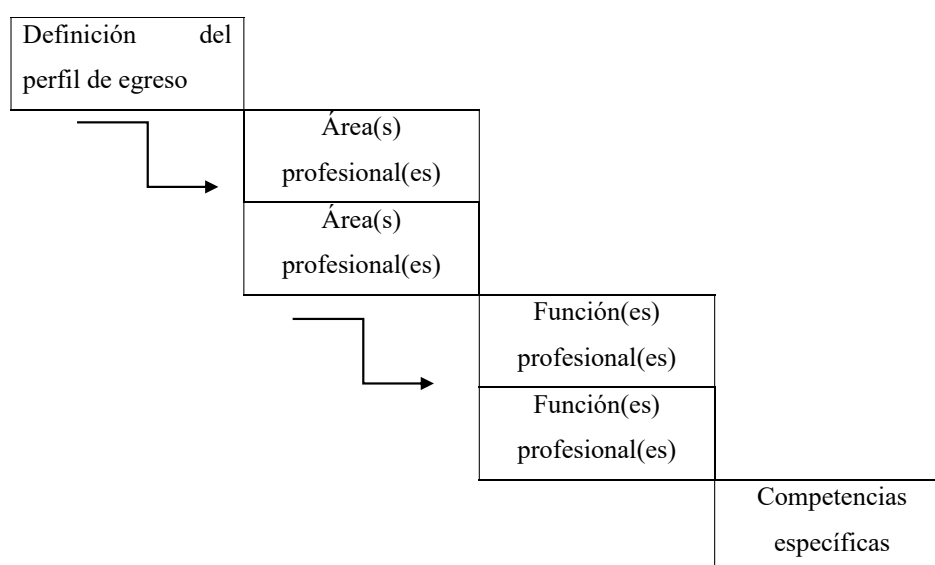 Definición del
perfil de egreso
Área(s)
profesional(es)
Área(s)
profesional(es)
Función(es)
profesional(es)
Función(es)
profesional(es)
Competencias
específicas